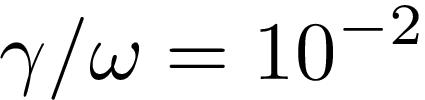 γ/ω = 10⁻²